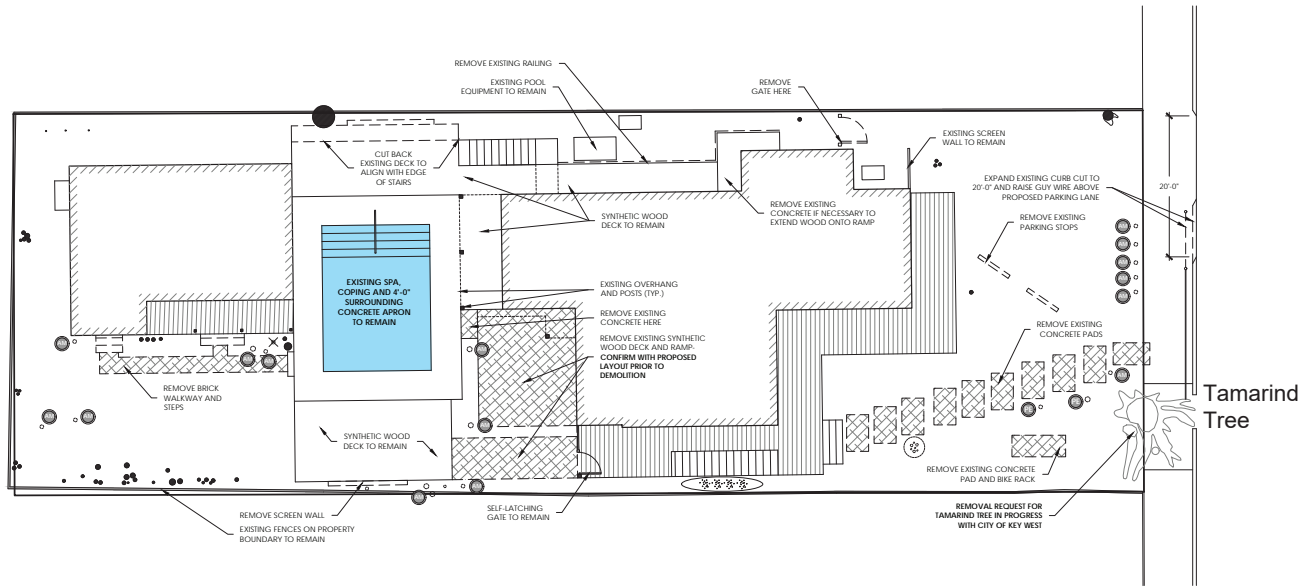 REMOVE EXISTING RAILING
EXISTING POOL
EQUIPMENT TO REMAIN
REMOVE
GATE HERE
EXISTING SCREEN
WALL TO REMAIN
CUT BACK
EXISTING DECK TO
ALIGN WITH EDGE
OF STAIRS
EXPAND EXISTING CURB CUT TO
20'-0" AND RAISE GUY WIRE ABOVE
PROPOSED PARKING LANE
20'-0"
SYNTHETIC WOOD
DECK TO REMAIN
REMOVE EXISTING
CONCRETE IF NECESSARY TO
EXTEND WOOD ONTO RAMP
REMOVE EXISTING
PARKING STOPS
EXISTING SPA,
COPING AND 4'-0"
SURROUNDING
CONCRETE APRON
TO REMAIN
EXISTING OVERHANG
AND POSTS (TYP.)
REMOVE EXISTING
CONCRETE HERE
REMOVE EXISTING SYNTHETIC
WOOD DECK AND RAMP-
CONFIRM WITH PROPOSED
LAYOUT PRIOR TO
DEMOLITION
REMOVE EXISTING
CONCRETE PADS
REMOVE BRICK
WALKWAY AND
STEPS
Tamarind
Tree
SYNTHETIC WOOD
DECK TO REMAIN
REMOVE EXISTING CONCRETE
PAD AND BIKE RACK
REMOVE SCREEN WALL
EXISTING FENCES ON PROPERTY
BOUNDARY TO REMAIN
SELF-LATCHING
GATE TO REMAIN
REMOVAL REQUEST FOR
TAMARIND TREE IN PROGRESS
WITH CITY OF KEY WEST